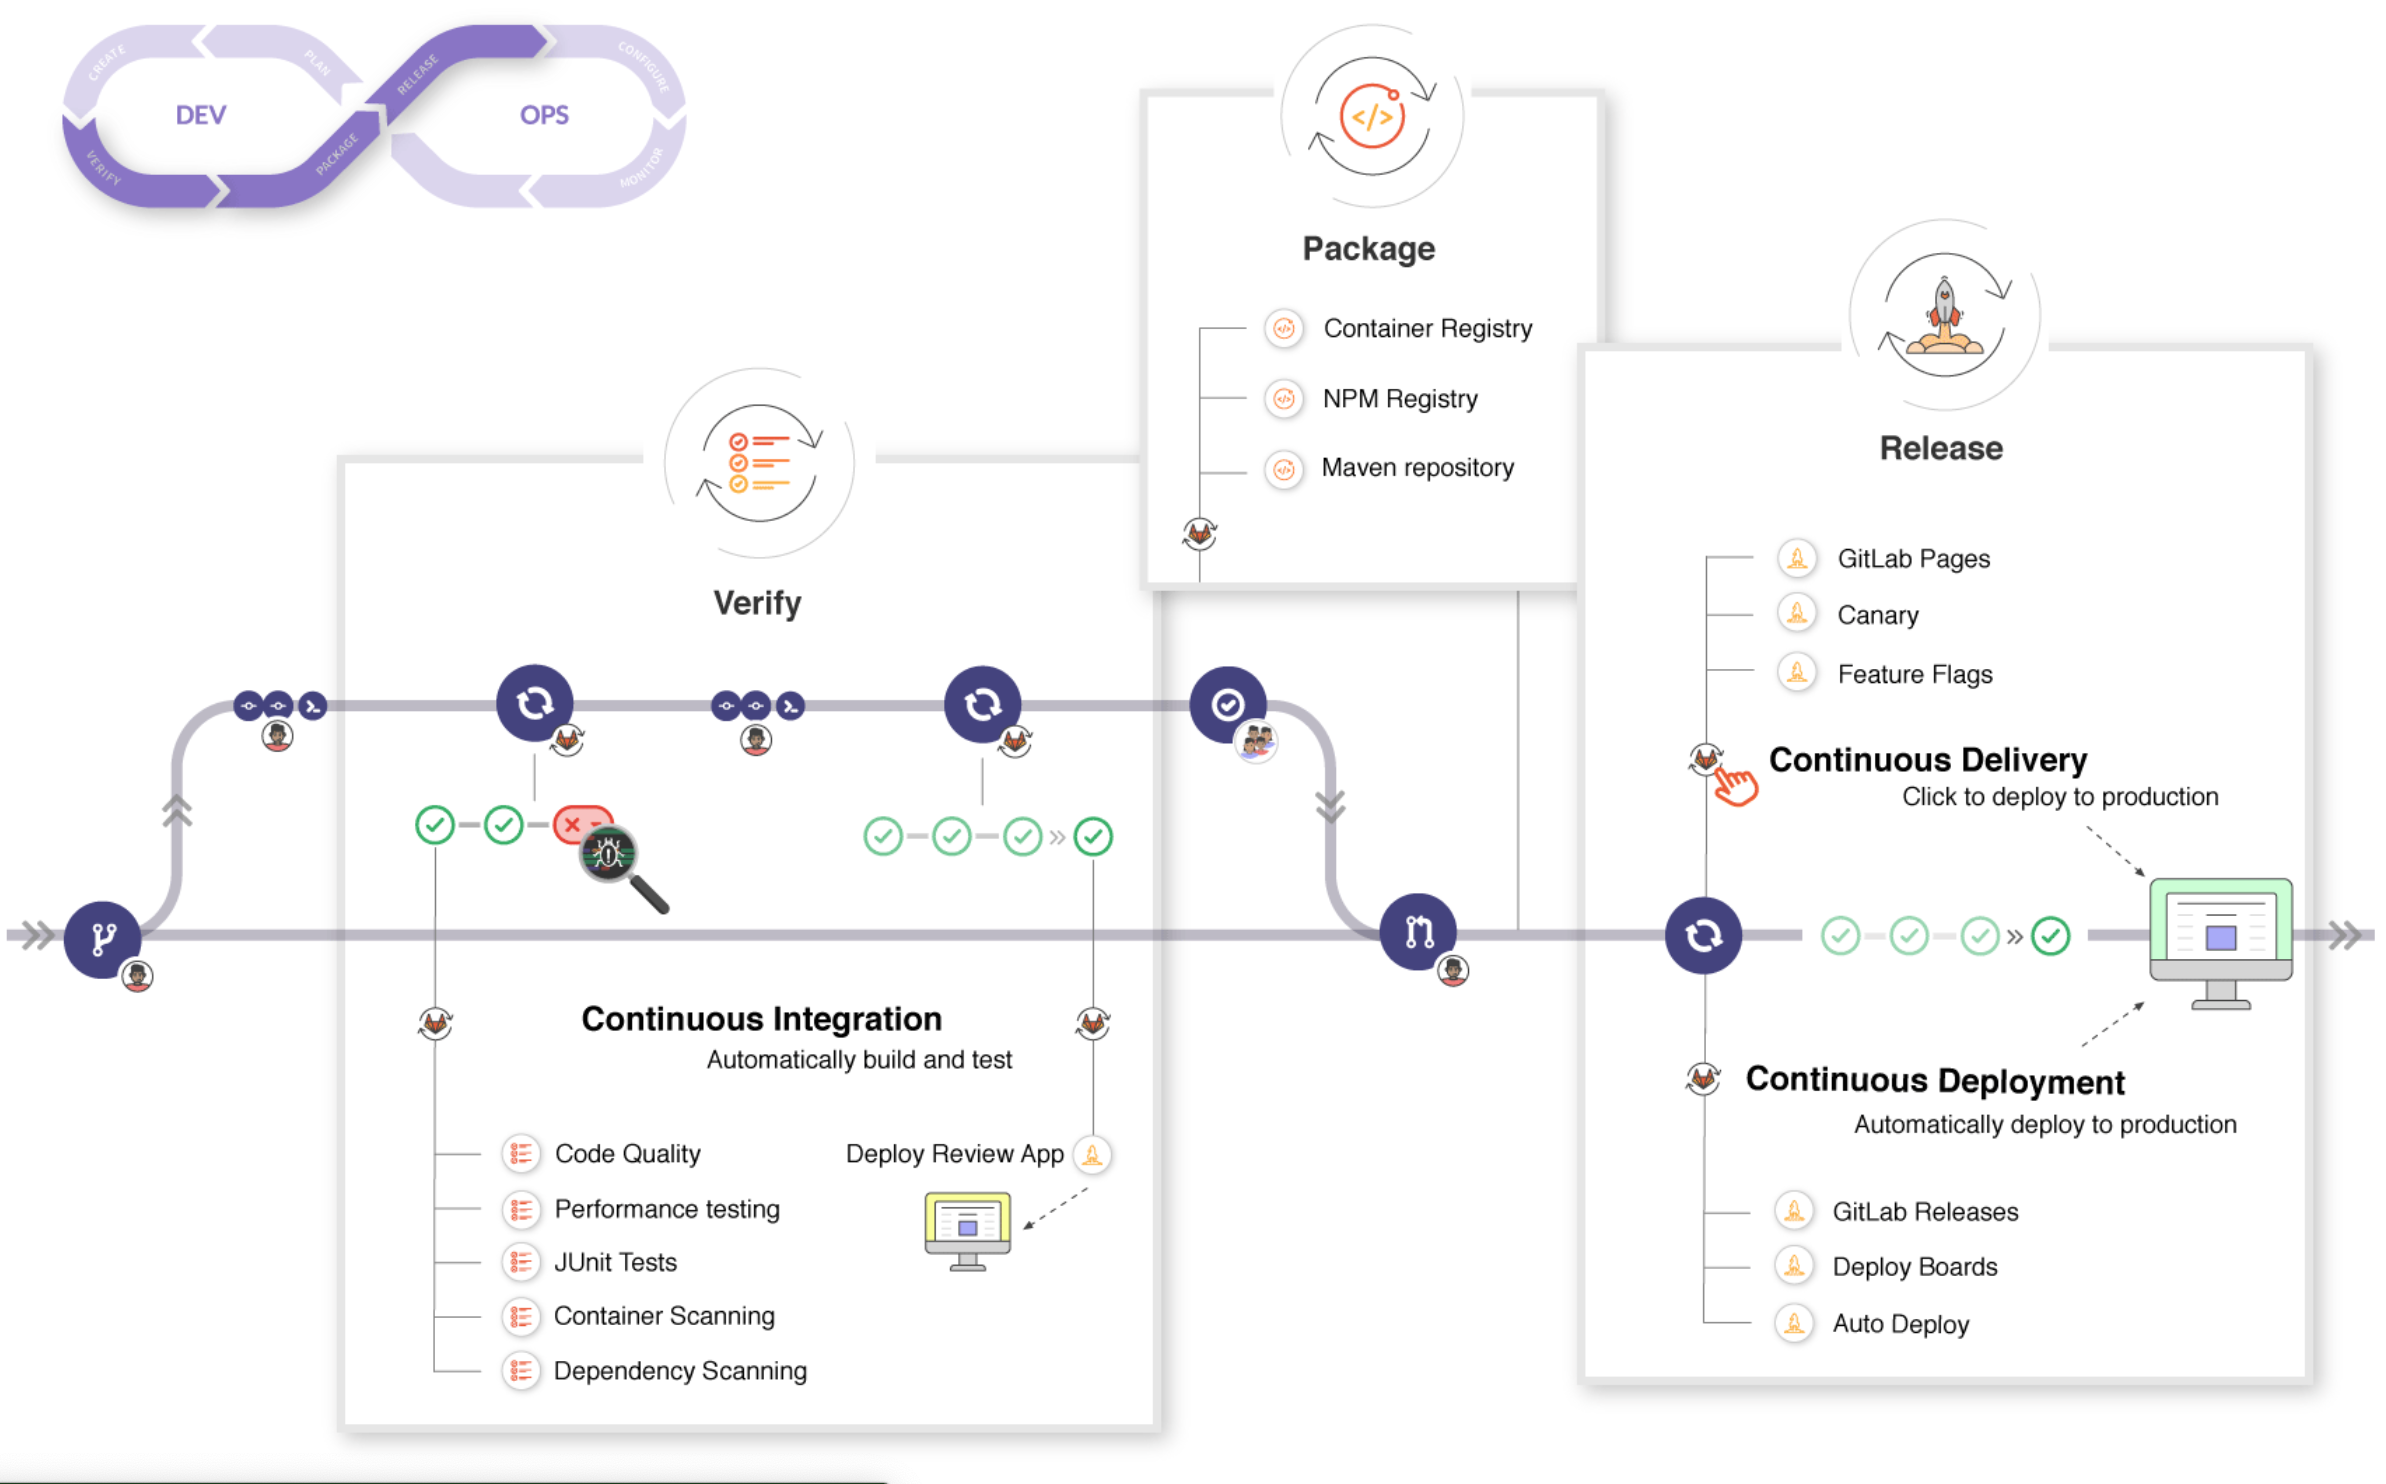 CREATE
PLAN
RELEASE
CONFIGURE
DEV
OPS
VERIFY
PACKAGE
MONITOR
Package
Container Registry
NPM Registry
Maven repository
Release
GitLab Pages
Canary
Feature Flags
Continuous Delivery
Click to deploy to production
Continuous Deployment
Automatically deploy to production
GitLab Releases
Deploy Boards
Auto Deploy
Verify
Continuous Integration
Automatically build and test
Code Quality
Performance testing
JUnit Tests
Container Scanning
Dependency Scanning
Deploy Review App